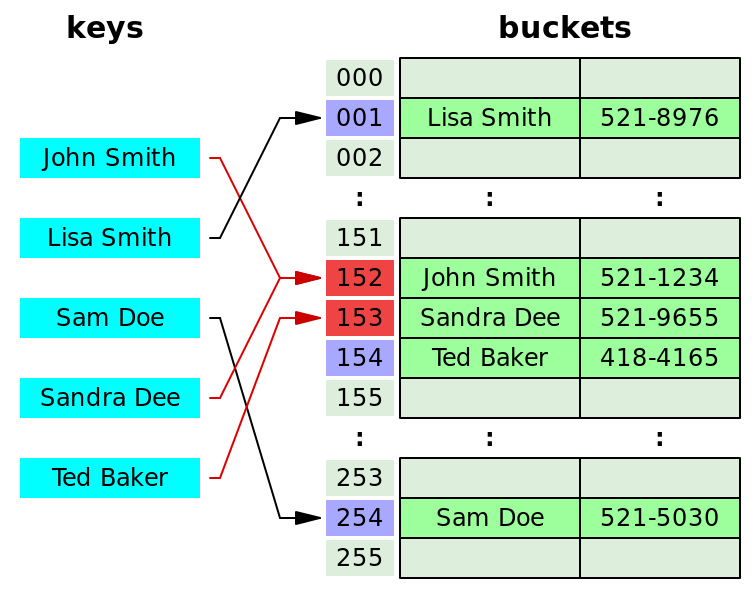 keys
buckets
000
001 Lisa Smith 521-8976
002
: : :
John Smith
Lisa Smith
Sam Doe
Sandra Dee
Ted Baker
151
152 John Smith 521-1234
153 Sandra Dee 521-9655
154 Ted Baker 418-4165
155
: : :
253
254 Sam Doe 521-5030
255